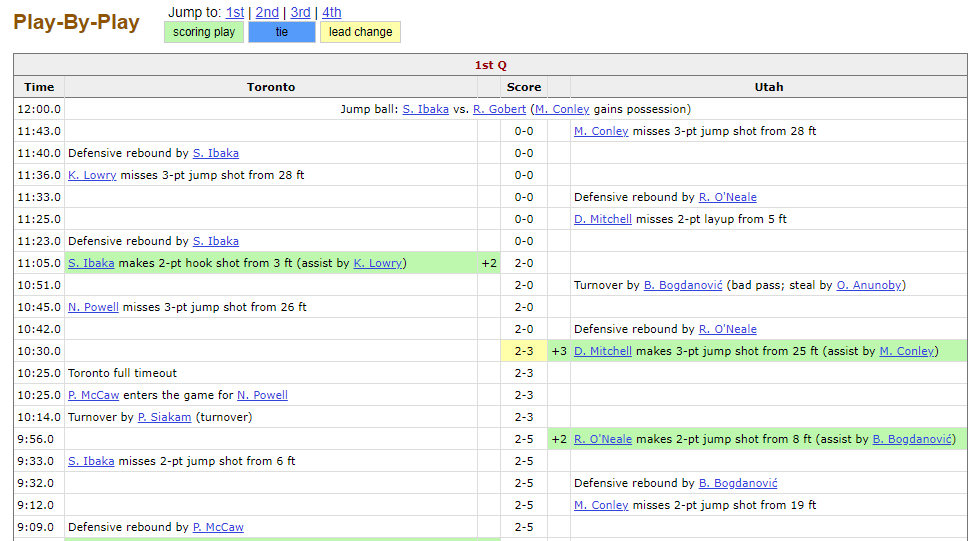 Play-By-Play
Jump to: 1st | 2nd | 3rd | 4th
scoring play tie lead change
1st Q
Time Toronto Score Utah
12:00.0 Jump ball: S. Ibaka vs. R. Gobert (M. Conley gains possession)
11:43.0 0-0 M. Conley misses 3-pt jump shot from 28 ft
11:40.0 Defensive rebound by S. Ibaka 0-0
11:36.0 K. Lowry misses 3-pt jump shot from 28 ft 0-0
11:33.0 0-0 Defensive rebound by R. O'Neale
11:25.0 0-0 D. Mitchell misses 2-pt layup from 5 ft
11:23.0 Defensive rebound by S. Ibaka 0-0
11:05.0 S. Ibaka makes 2-pt hook shot from 3 ft (assist by K. Lowry) +2 2-0
10:51.0 2-0 Turnover by B. Bogdanović (bad pass; steal by O. Anunoby)
10:45.0 N. Powell misses 3-pt jump shot from 26 ft 2-0
10:42.0 2-0 Defensive rebound by R. O'Neale
10:30.0 2-3 +3 D. Mitchell makes 3-pt jump shot from 25 ft (assist by M. Conley)
10:25.0 Toronto full timeout 2-3
10:25.0 P. McCaw enters the game for N. Powell 2-3
10:14.0 Turnover by P. Siakam (turnover) 2-3
9:56.0 2-5 +2 R. O'Neale makes 2-pt jump shot from 8 ft (assist by B. Bogdanović)
9:33.0 S. Ibaka misses 2-pt jump shot from 6 ft 2-5
9:32.0 2-5 Defensive rebound by B. Bogdanović
9:12.0 2-5 M. Conley misses 2-pt jump shot from 19 ft
9:09.0 Defensive rebound by P. McCaw 2-5